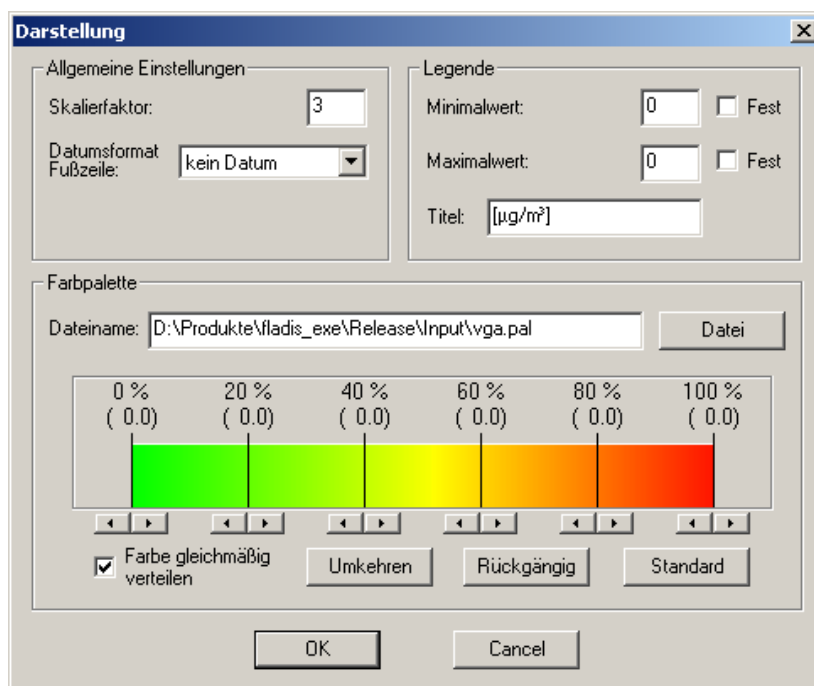 Darstellung
Allgemeine Einstellungen
Skalierfaktor: 3
Datumsformat
Fußzeile: kein Datum
Legende
Minimalwert: 0 Fest
Maximalwert: 0 Fest
Titel: [µg/m³]
Farbpalette
Dateiname: D:\Produkte\fladis_exe\Release\Input\vga.pal Datei
0 % 20 % 40 % 60 % 80 % 100 %
( 0.0) ( 0.0) ( 0.0) ( 0.0) ( 0.0) ( 0.0)
Farbe gleichmäßig
verteilen
Umkehren Rückgängig Standard
OK Cancel